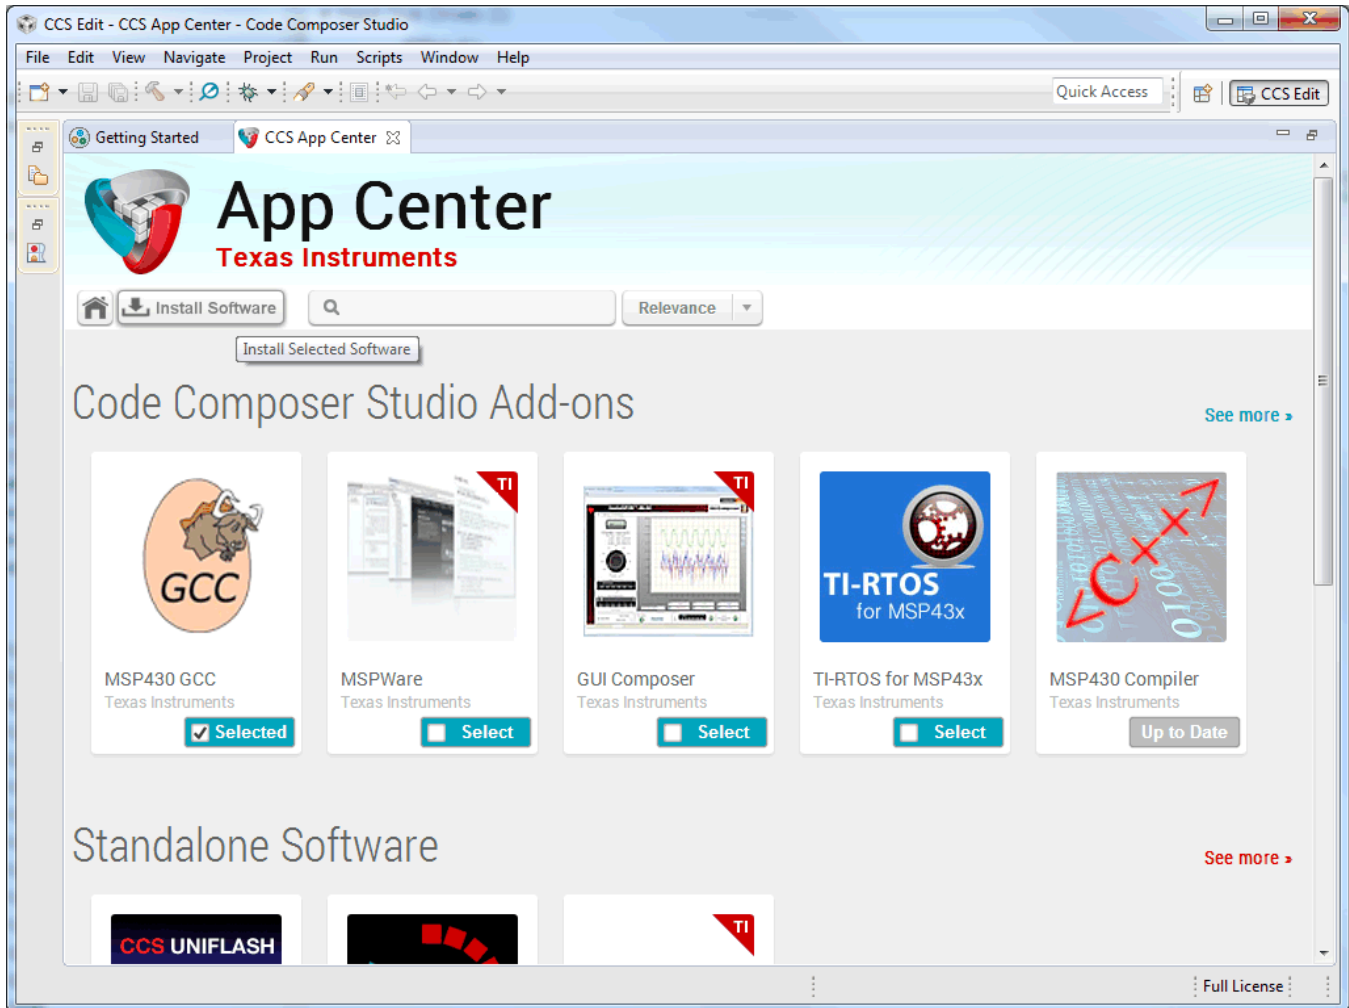 CCS Edit - CCS App Center - Code Composer Studio
File Edit View Navigate Project Run Scripts Window Help
Quick Access
CCS Edit
Getting Started
CCS App Center
App Center
Texas Instruments
Install Software
Relevance
Install Selected Software
Code Composer Studio Add-ons
See more »
GCC
TI
TI
TI-RTOS
for MSP43x
<C××>
MSP430 GCC
MSPWare
GUI Composer
TI-RTOS for MSP43x
MSP430 Compiler
Texas Instruments
Texas Instruments
Texas Instruments
Texas Instruments
Texas Instruments
Selected
Select
Select
Select
Up to Date
Standalone Software
See more »
CCS UNIFLASH
TI
Full License